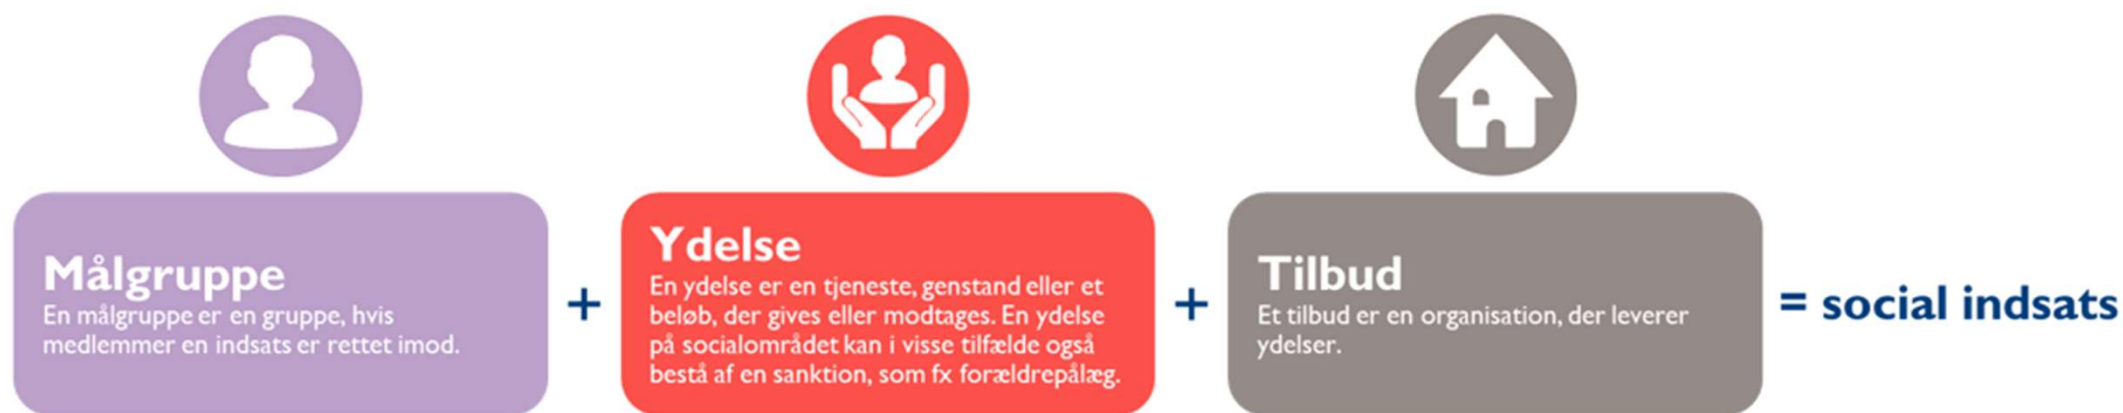 Målgruppe
En målgruppe er en gruppe, hvis
medlemmer en indsats er rettet imod.
+
Ydelse
En ydelse er en tjeneste, genstand eller et
beløb, der gives eller modtages. En ydelse
på socialområdet kan i visse tilfælde også
bestå af en sanktion, som fx forældrepålæg.
+
Tilbud
Et tilbud er en organisation, der leverer
ydelser.
= social indsats